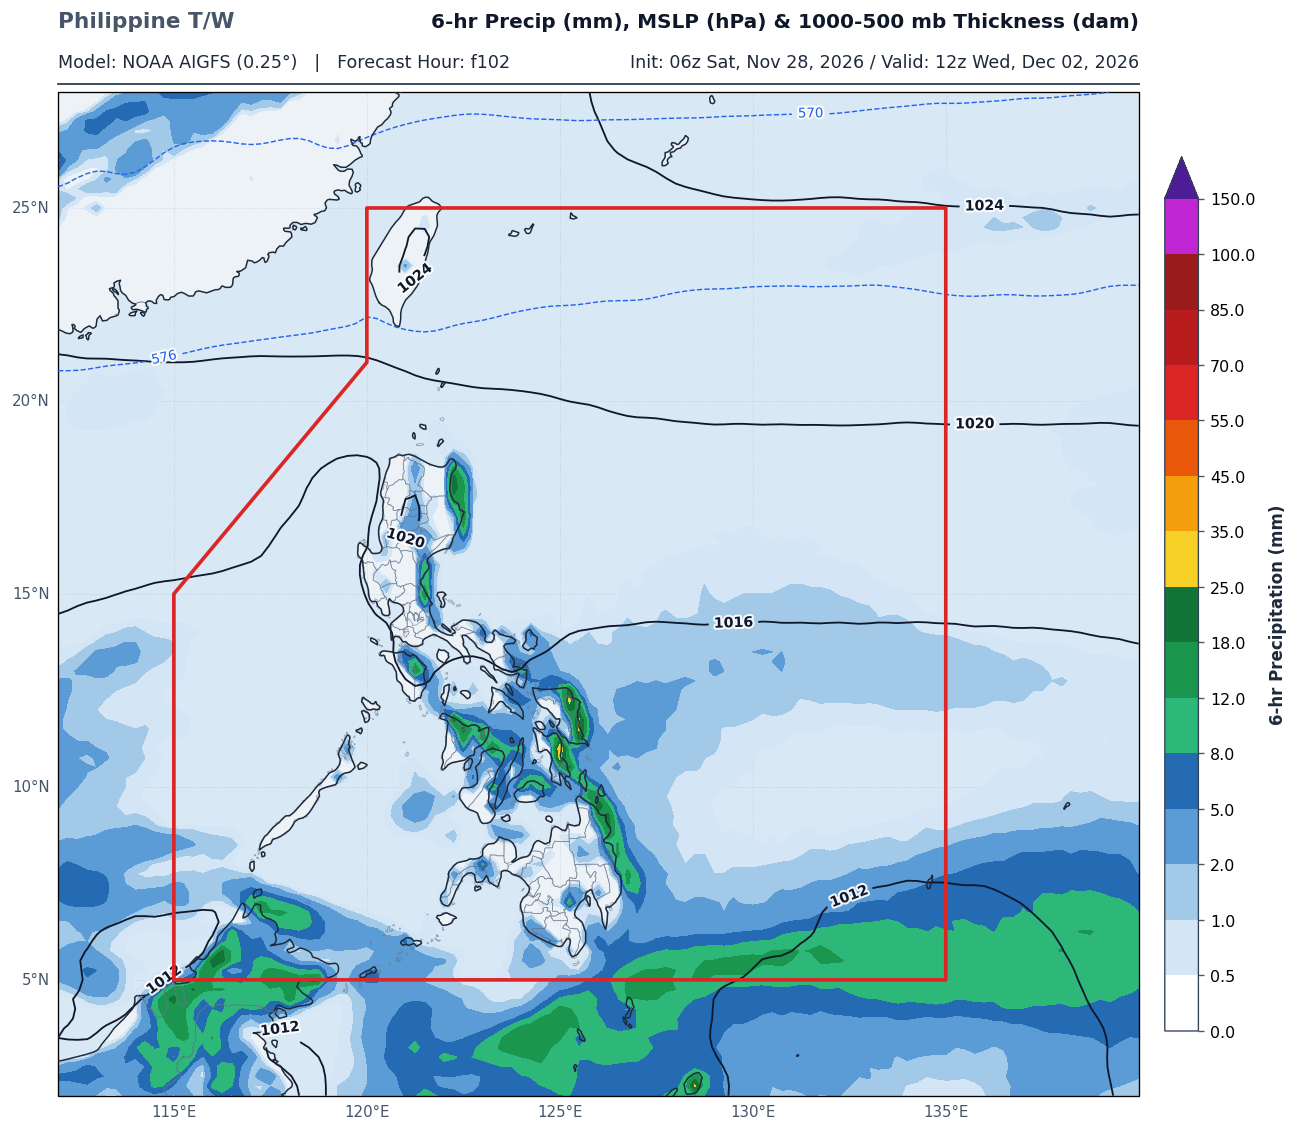 Philippine T/W
6-hr Precip (mm), MSLP (hPa) & 1000-500 mb Thickness (dam)
Model: NOAA AIGFS (0.25°) | Forecast Hour: f102
Init: 06z Sat, Nov 28, 2026 / Valid: 12z Wed, Dec 02, 2026
570
25°N
1024
1024
576
20°N
1020
1020
15°N
1016
10°N
1012
5°N
1012
1012
115°E
120°E
125°E
130°E
135°E
150.0
100.0
85.0
70.0
55.0
45.0
35.0
25.0
18.0
12.0
8.0
5.0
2.0
1.0
0.5
0.0
6-hr Precipitation (mm)